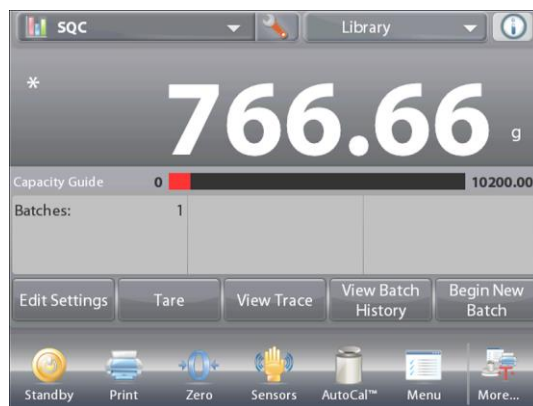 SQC Library
*
766.66 g
Capacity Guide 0 10200.00
Batches: 1
Edit Settings
Tare
View Trace
View Batch
History
Begin New
Batch
Standby
Print
Zero
Sensors
AutoCal™
Menu
More...